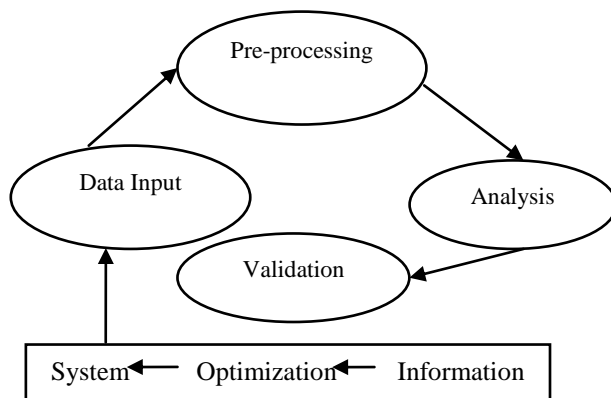 Pre-processing
Data Input
Analysis
Validation
System Optimization Information